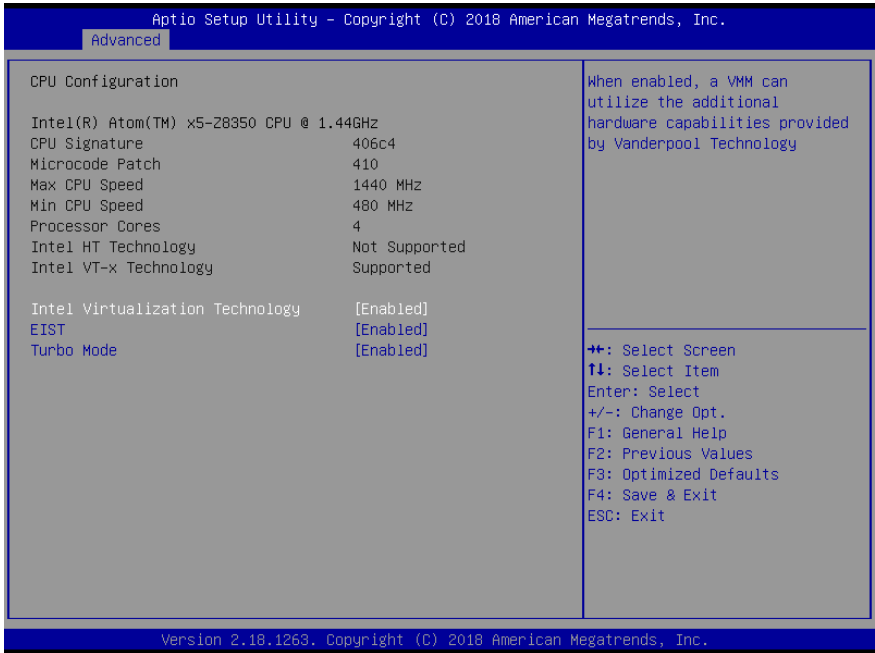 Aptio Setup Utility – Copyright (C) 2018 American Megatrends, Inc.
Advanced
CPU Configuration
Intel(R) Atom(TM) x5-Z8350 CPU @ 1.44GHz
CPU Signature 406c4
Microcode Patch 410
Max CPU Speed 1440 MHz
Min CPU Speed 480 MHz
Processor Cores 4
Intel HT Technology Not Supported
Intel VT-x Technology Supported
Intel Virtualization Technology [Enabled]
EIST [Enabled]
Turbo Mode [Enabled]
When enabled, a VMM can
utilize the additional
hardware capabilities provided
by Vanderpool Technology
→←: Select Screen
↑↓: Select Item
Enter: Select
+/-: Change Opt.
F1: General Help
F2: Previous Values
F3: Optimized Defaults
F4: Save & Exit
ESC: Exit
Version 2.18.1263. Copyright (C) 2018 American Megatrends, Inc.